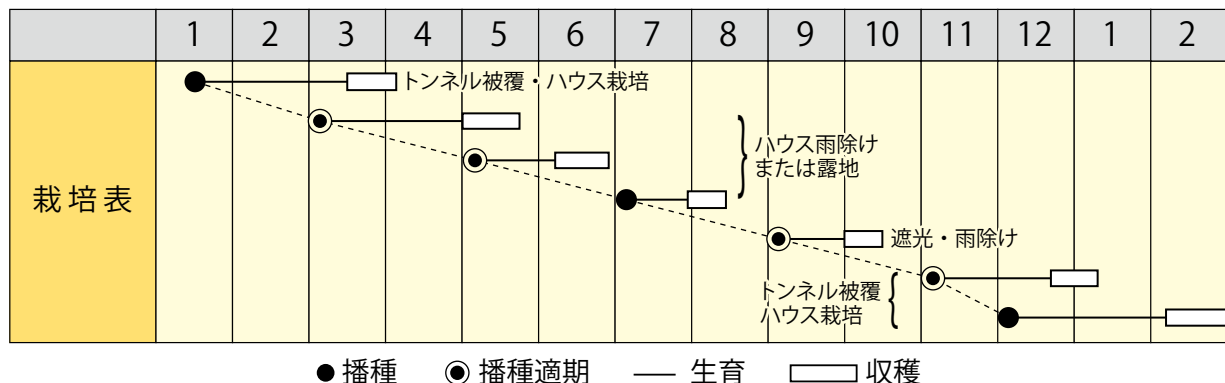 1 2 3 4 5 6 7 8 9 10 11 12 1 2
栽培表
トンネル被覆・ハウス栽培
ハウス雨除け
または露地
遮光・雨除け
トンネル被覆
ハウス栽培
播種 播種適期 生育 収穫